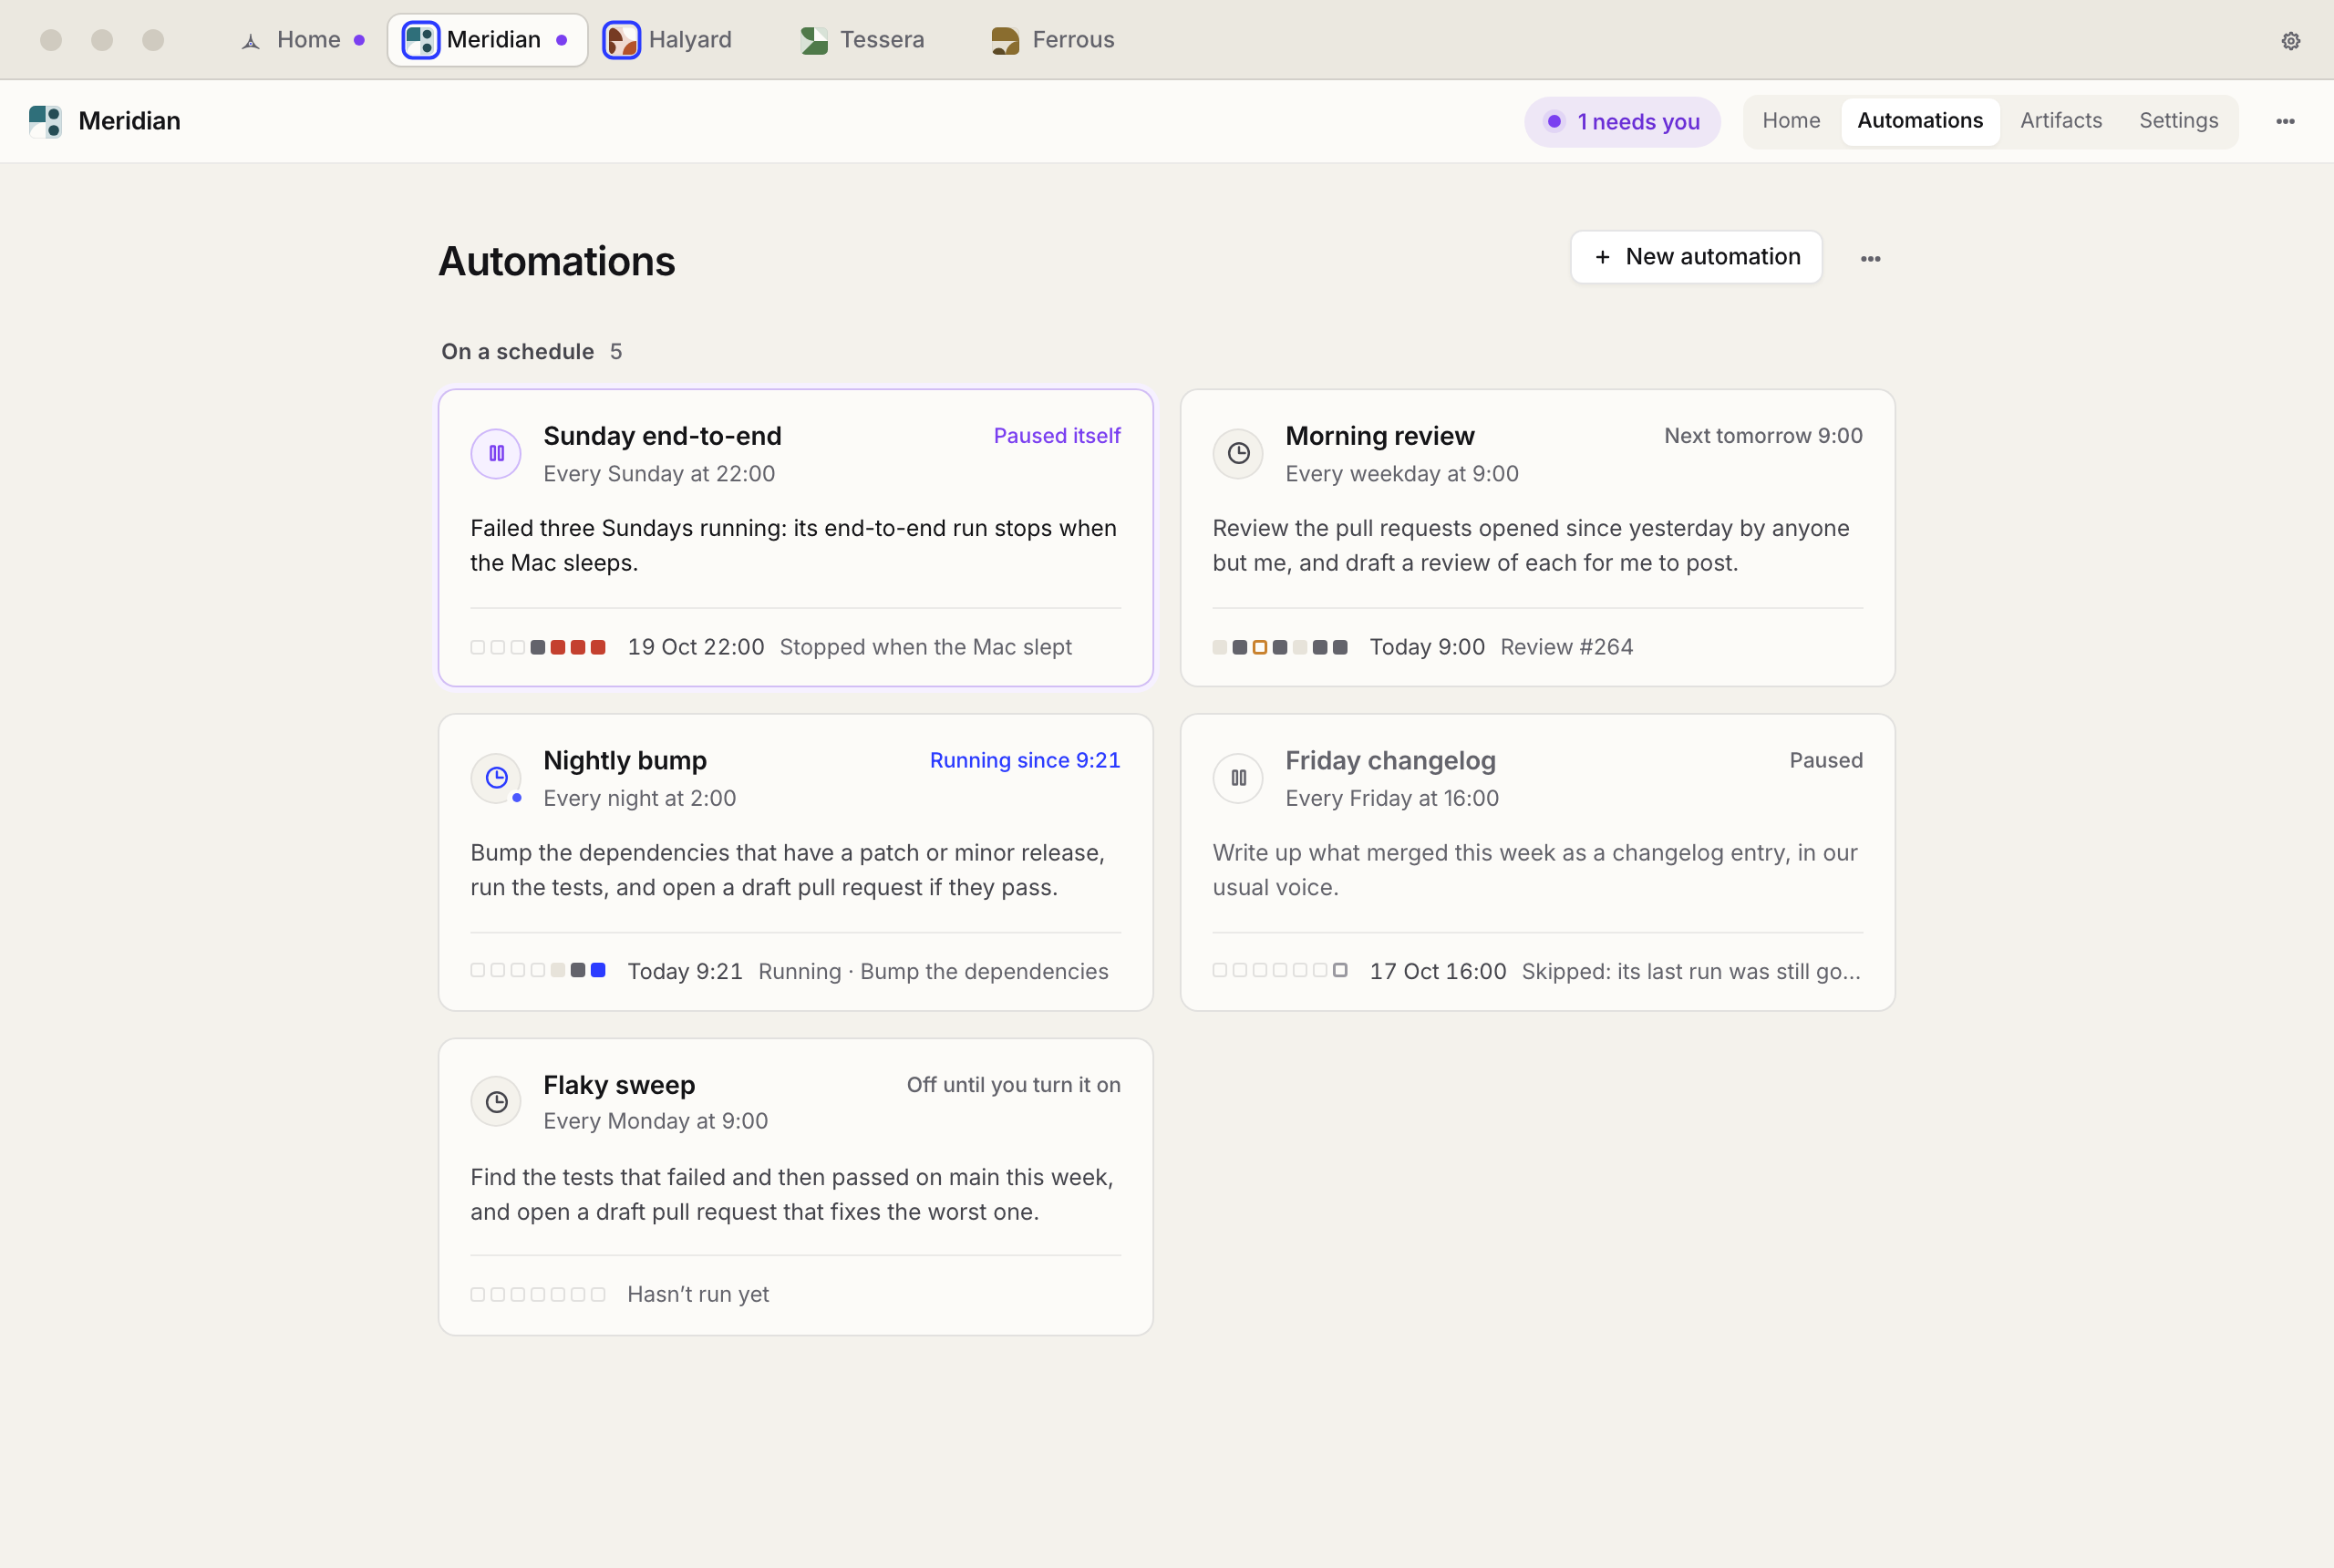 Home
Meridian
Halyard
Tessera
Ferrous
Meridian
1 needs you
Home
Automations
Artifacts
Settings
Automations
+ New automation
On a schedule 5
Sunday end-to-end
Paused itself
Every Sunday at 22:00
Failed three Sundays running: its end-to-end run stops when
the Mac sleeps.
19 Oct 22:00 Stopped when the Mac slept
Morning review
Next tomorrow 9:00
Every weekday at 9:00
Review the pull requests opened since yesterday by anyone
but me, and draft a review of each for me to post.
Today 9:00 Review #264
Nightly bump
Running since 9:21
Every night at 2:00
Bump the dependencies that have a patch or minor release,
run the tests, and open a draft pull request if they pass.
Today 9:21 Running · Bump the dependencies
Friday changelog
Paused
Every Friday at 16:00
Write up what merged this week as a changelog entry, in our
usual voice.
17 Oct 16:00 Skipped: its last run was still go...
Flaky sweep
Off until you turn it on
Every Monday at 9:00
Find the tests that failed and then passed on main this week,
and open a draft pull request that fixes the worst one.
Hasn’t run yet